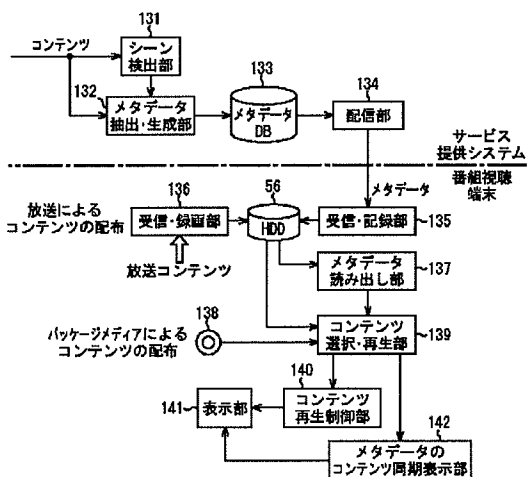 131
コンテンツ
シーン
検出部
132
メタデータ
抽出・生成部
133
メタデータ
DB
134
配信部
サービス
提供システム
番組視聴
端末
メタデータ
136
放送による
コンテンツの配布
受信・録画部
放送コンテンツ
56
HDD
受信・記録部
135
メタデータ
読み出し部
137
138
パッケージメディアによる
コンテンツの配布
コンテンツ
選択・再生部
139
140
コンテンツ
再生制御部
141
表示部
142
メタデータの
コンテンツ同期表示部